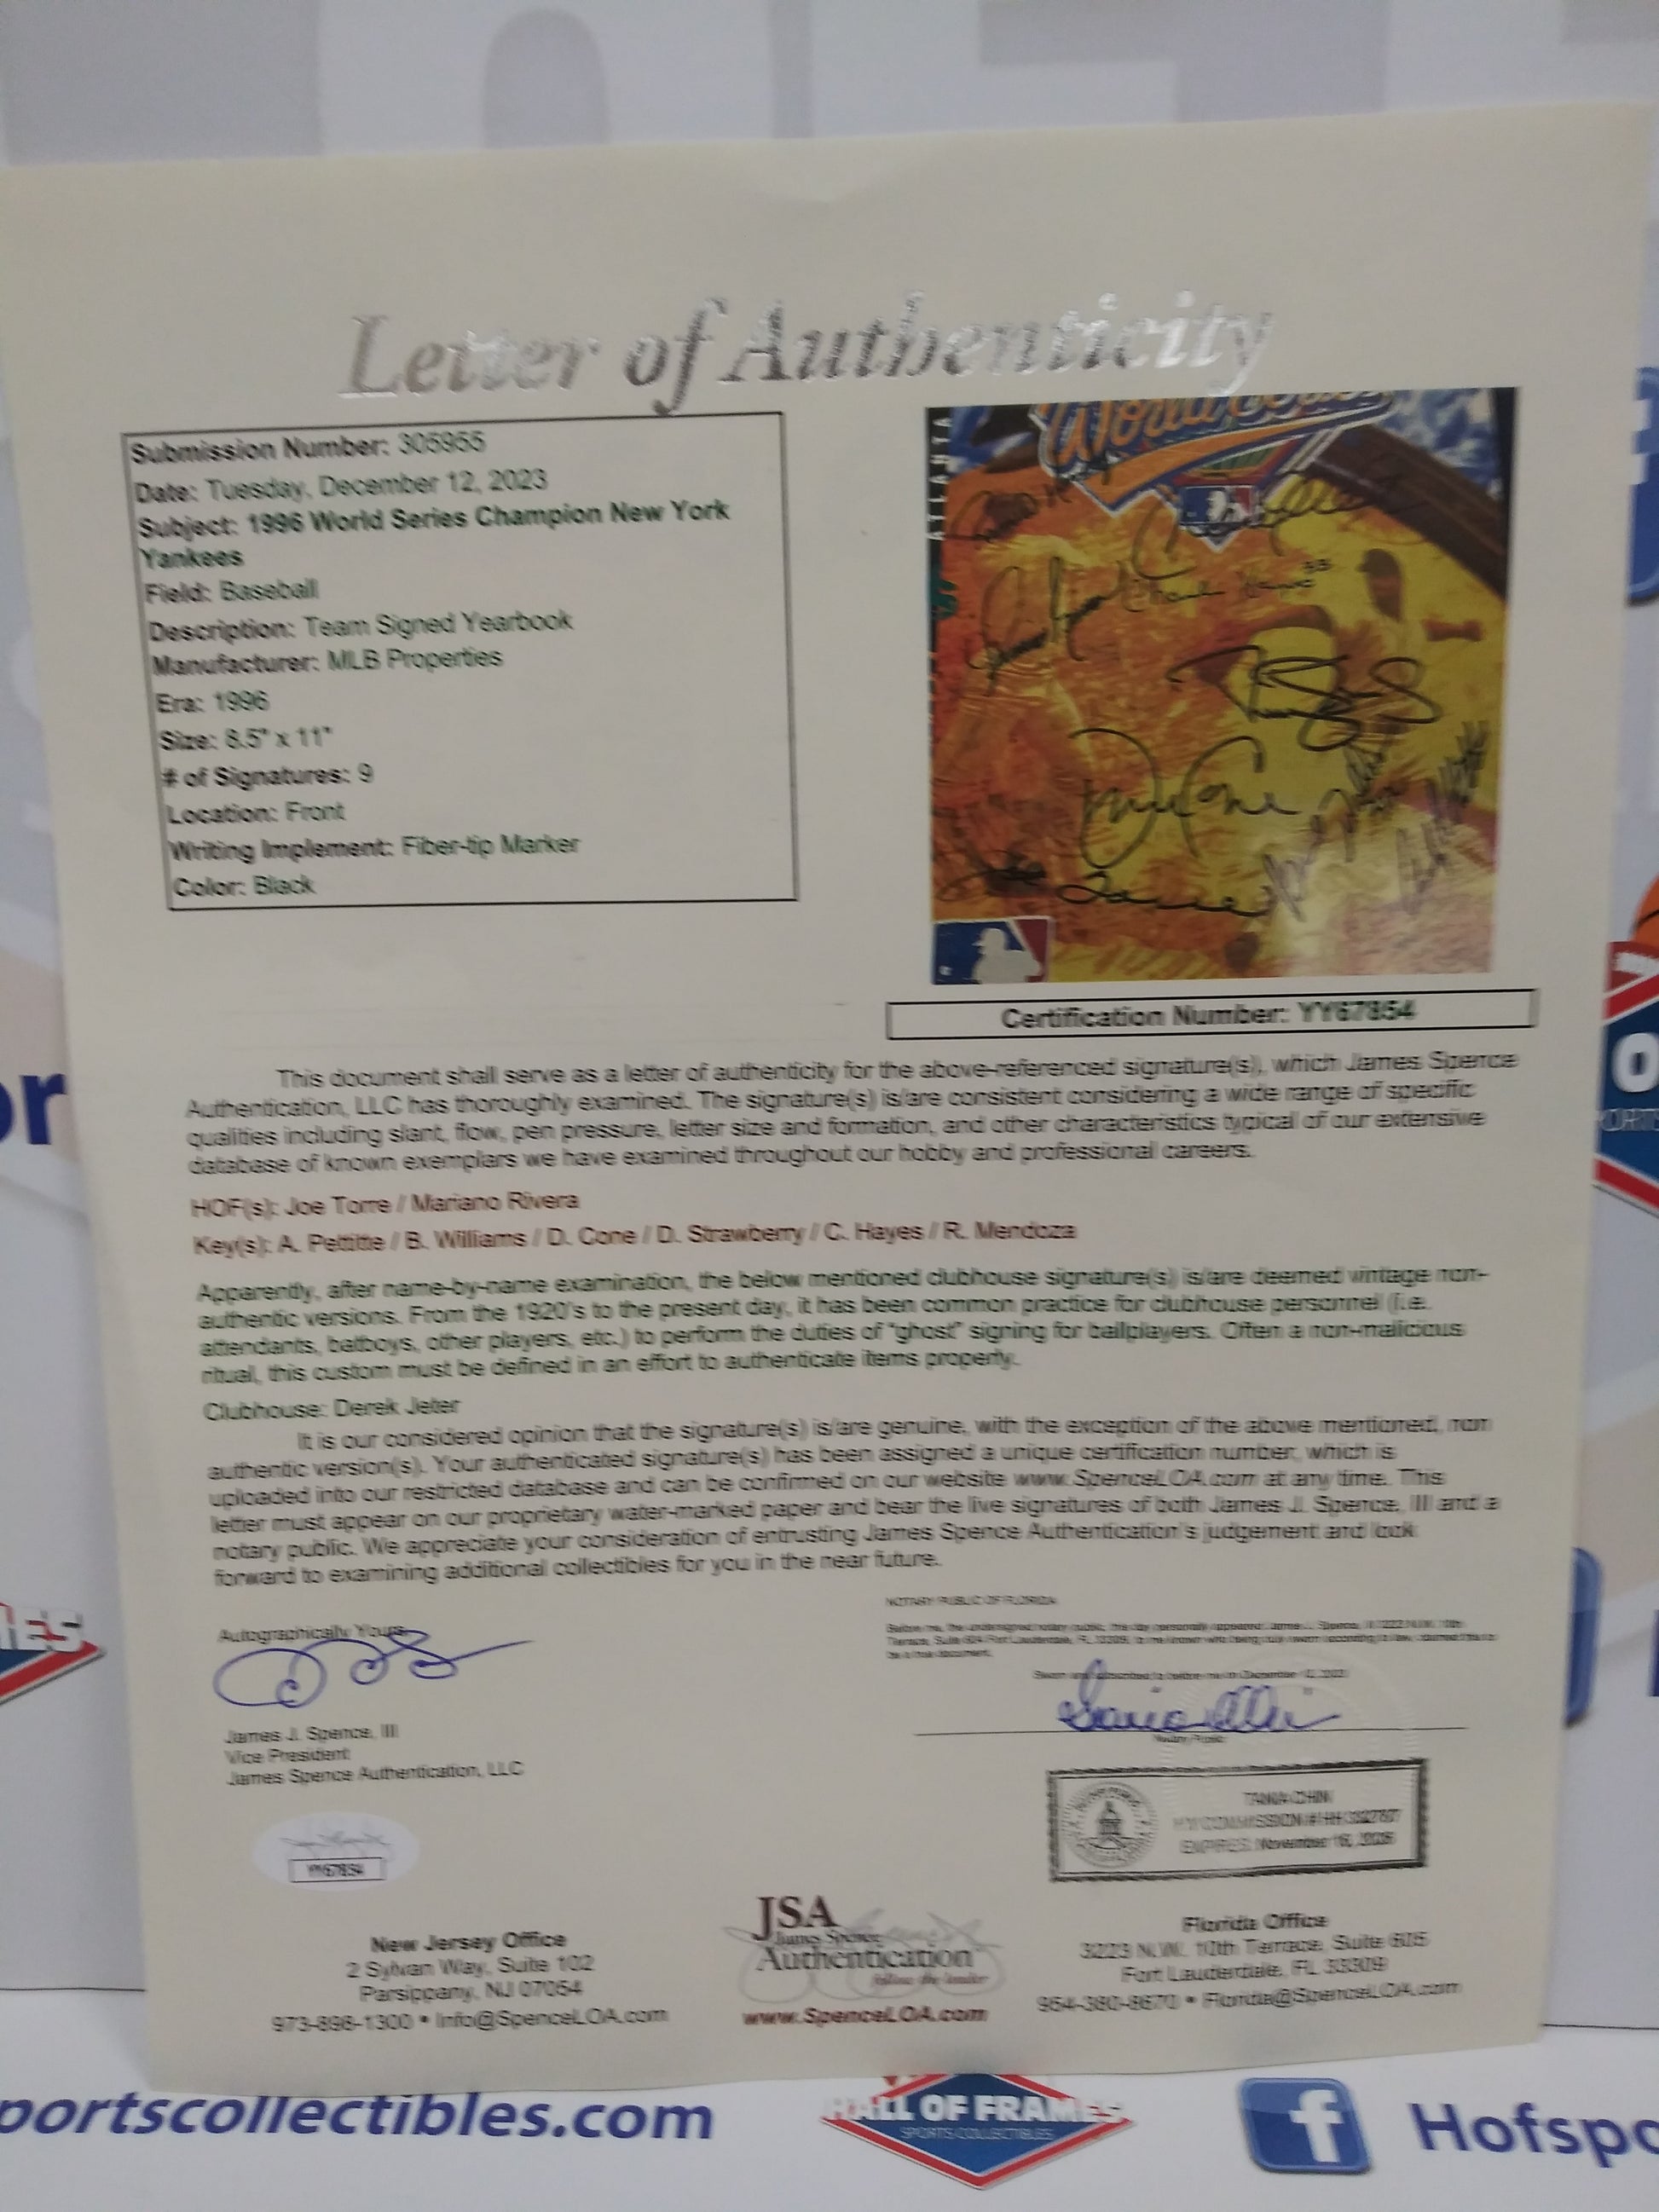 Letter of Authenticity
Submission Number: 305955
Date: Tuesday, December 12, 2023
Subject: 1996 World Series Champion New York
Yankees
Field: Baseball
Description: Team Signed Yearbook
Manufacturer: MLB Properties
Era: 1996
Size: 8.5" x 11"
# of Signatures: 9
Location: Front
Writing Implement: Fiber-tip Marker
Color: Black
World Series
ATLANTA
Certification Number: YY67854
This document shall serve as a letter of authenticity for the above-referenced signature(s), which James Spence
Authentication, LLC has thoroughly examined. The signature(s) is/are consistent considering a wide range of specific
qualities including slant, flow, pen pressure, letter size and formation, and other characteristics typical of our extensive
database of known exemplars we have examined throughout our hobby and professional careers.
HOF(s): Joe Torre / Mariano Rivera
Key(s): A. Pettitte / B. Williams / D. Cone / D. Strawberry / C. Hayes / R. Mendoza
Apparently, after name-by-name examination, the below mentioned clubhouse signature(s) is/are deemed vintage non-
authentic versions. From the 1920's to the present day, it has been common practice for clubhouse personnel (i.e.
attendants, batboys, other players, etc.) to perform the duties of "ghost" signing for ballplayers. Often a non-malicious
ritual, this custom must be defined in an effort to authenticate items properly.
Clubhouse: Derek Jeter
It is our considered opinion that the signature(s) is/are genuine, with the exception of the above mentioned, non
authentic version(s). Your authenticated signature(s) has been assigned a unique certification number, which is
uploaded into our restricted database and can be confirmed on our website www.SpenceLOA.com at any time. This
letter must appear on our proprietary water-marked paper and bear the live signatures of both James J. Spence, III and a
notary public. We appreciate your consideration of entrusting James Spence Authentication's judgement and look
forward to examining additional collectibles for you in the near future.
Autographically Yours,
James J. Spence, III
Vice President
James Spence Authentication, LLC
NOTARY PUBLIC OF FLORIDA
Notary Public
TANIA CHIN
MY COMMISSION # HH
EXPIRES: November
YY67854
New Jersey Office
2 Sylvan Way, Suite 102
Parsippany, NJ 07054
973-898-1300 • Info@SpenceLOA.com
JSA
James Spence
Authentication
follow the leader
www.SpenceLOA.com
Florida Office
3223 N.W. 10th Terrace, Suite 605
Fort Lauderdale, FL 33309
954-380-8670 • Florida@SpenceLOA.com
portscollectibles.com
HALL OF FRAMES
SPORTS COLLECTIBLES
f
Hofspo